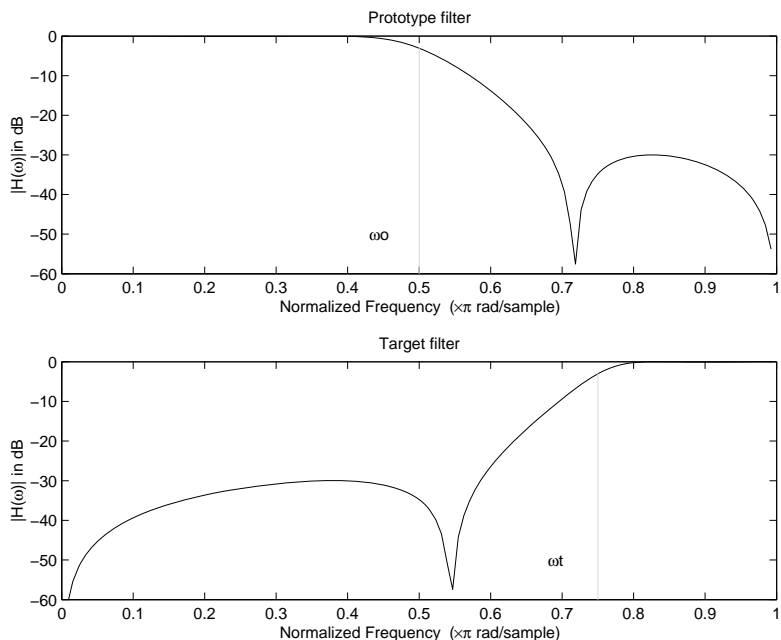 Prototype filter
0
−10
−20
−30
−40
−50
−60
|H(ω)|in dB
ωo
0 0.1 0.2 0.3 0.4 0.5 0.6 0.7 0.8 0.9 1
Normalized Frequency (×π rad/sample)
Target filter
0
−10
−20
−30
−40
−50
−60
|H(ω)| in dB
ωt
0 0.1 0.2 0.3 0.4 0.5 0.6 0.7 0.8 0.9 1
Normalized Frequency (×π rad/sample)